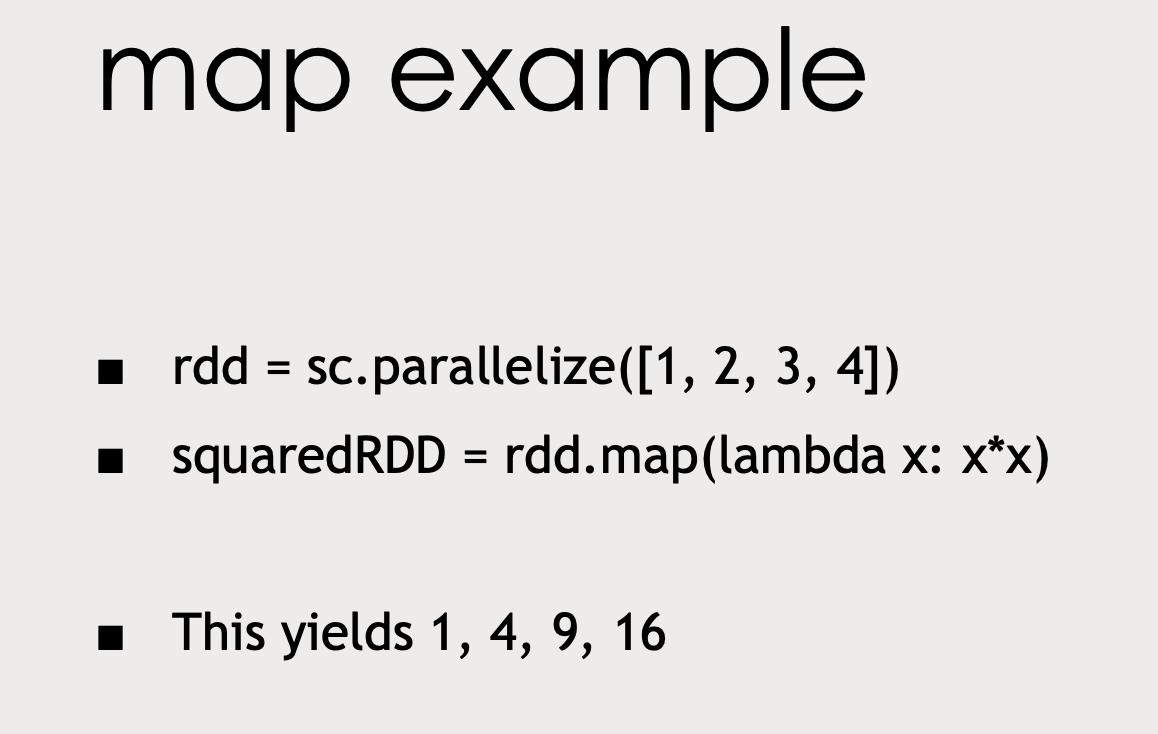 map example
▪ rdd = sc.parallelize([1, 2, 3, 4])
▪ squaredRDD = rdd.map(lambda x: x*x)
▪ This yields 1, 4, 9, 16